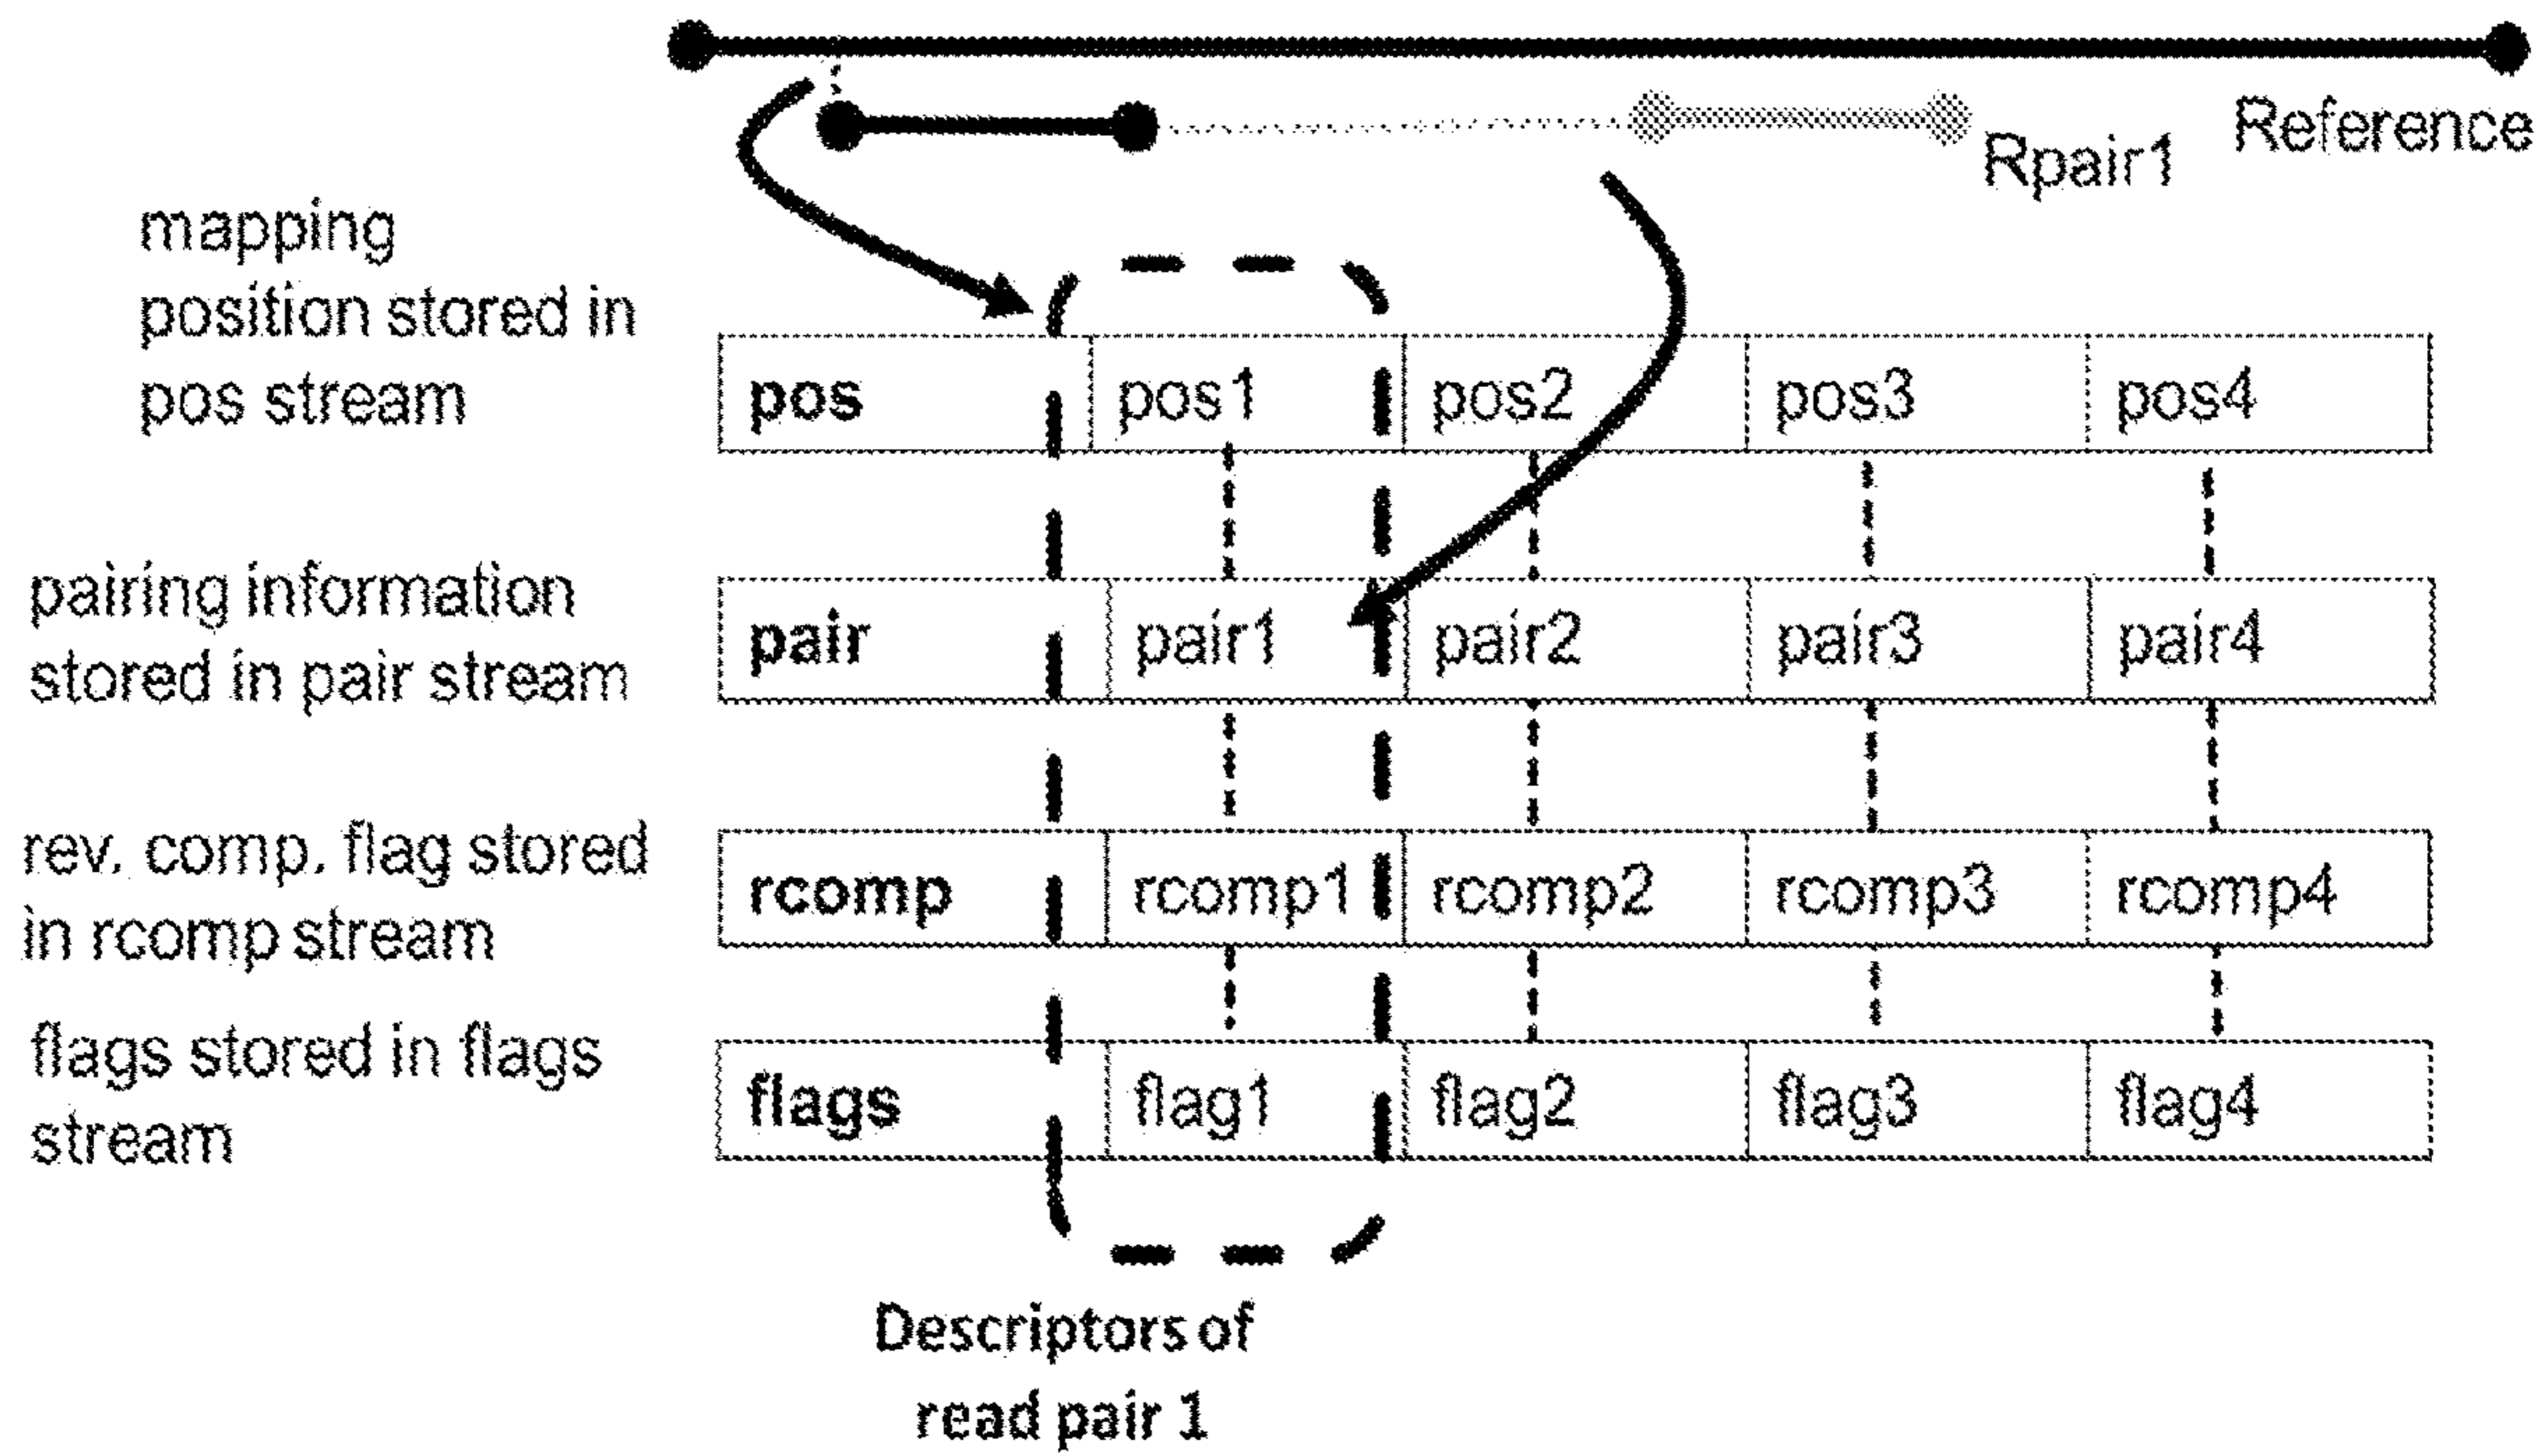 Reference
Rpair1
mapping
position stored in
pos stream
pos pos1 pos2 pos3 pos4
pairing information
stored in pair stream
pair pair1 pair2 pair3 pair4
rev. comp. flag stored
in rcomp stream
rcomp rcomp1 rcomp2 rcomp3 rcomp4
flags stored in flags
stream
flags flag1 flag2 flag3 flag4
Descriptors of
read pair 1